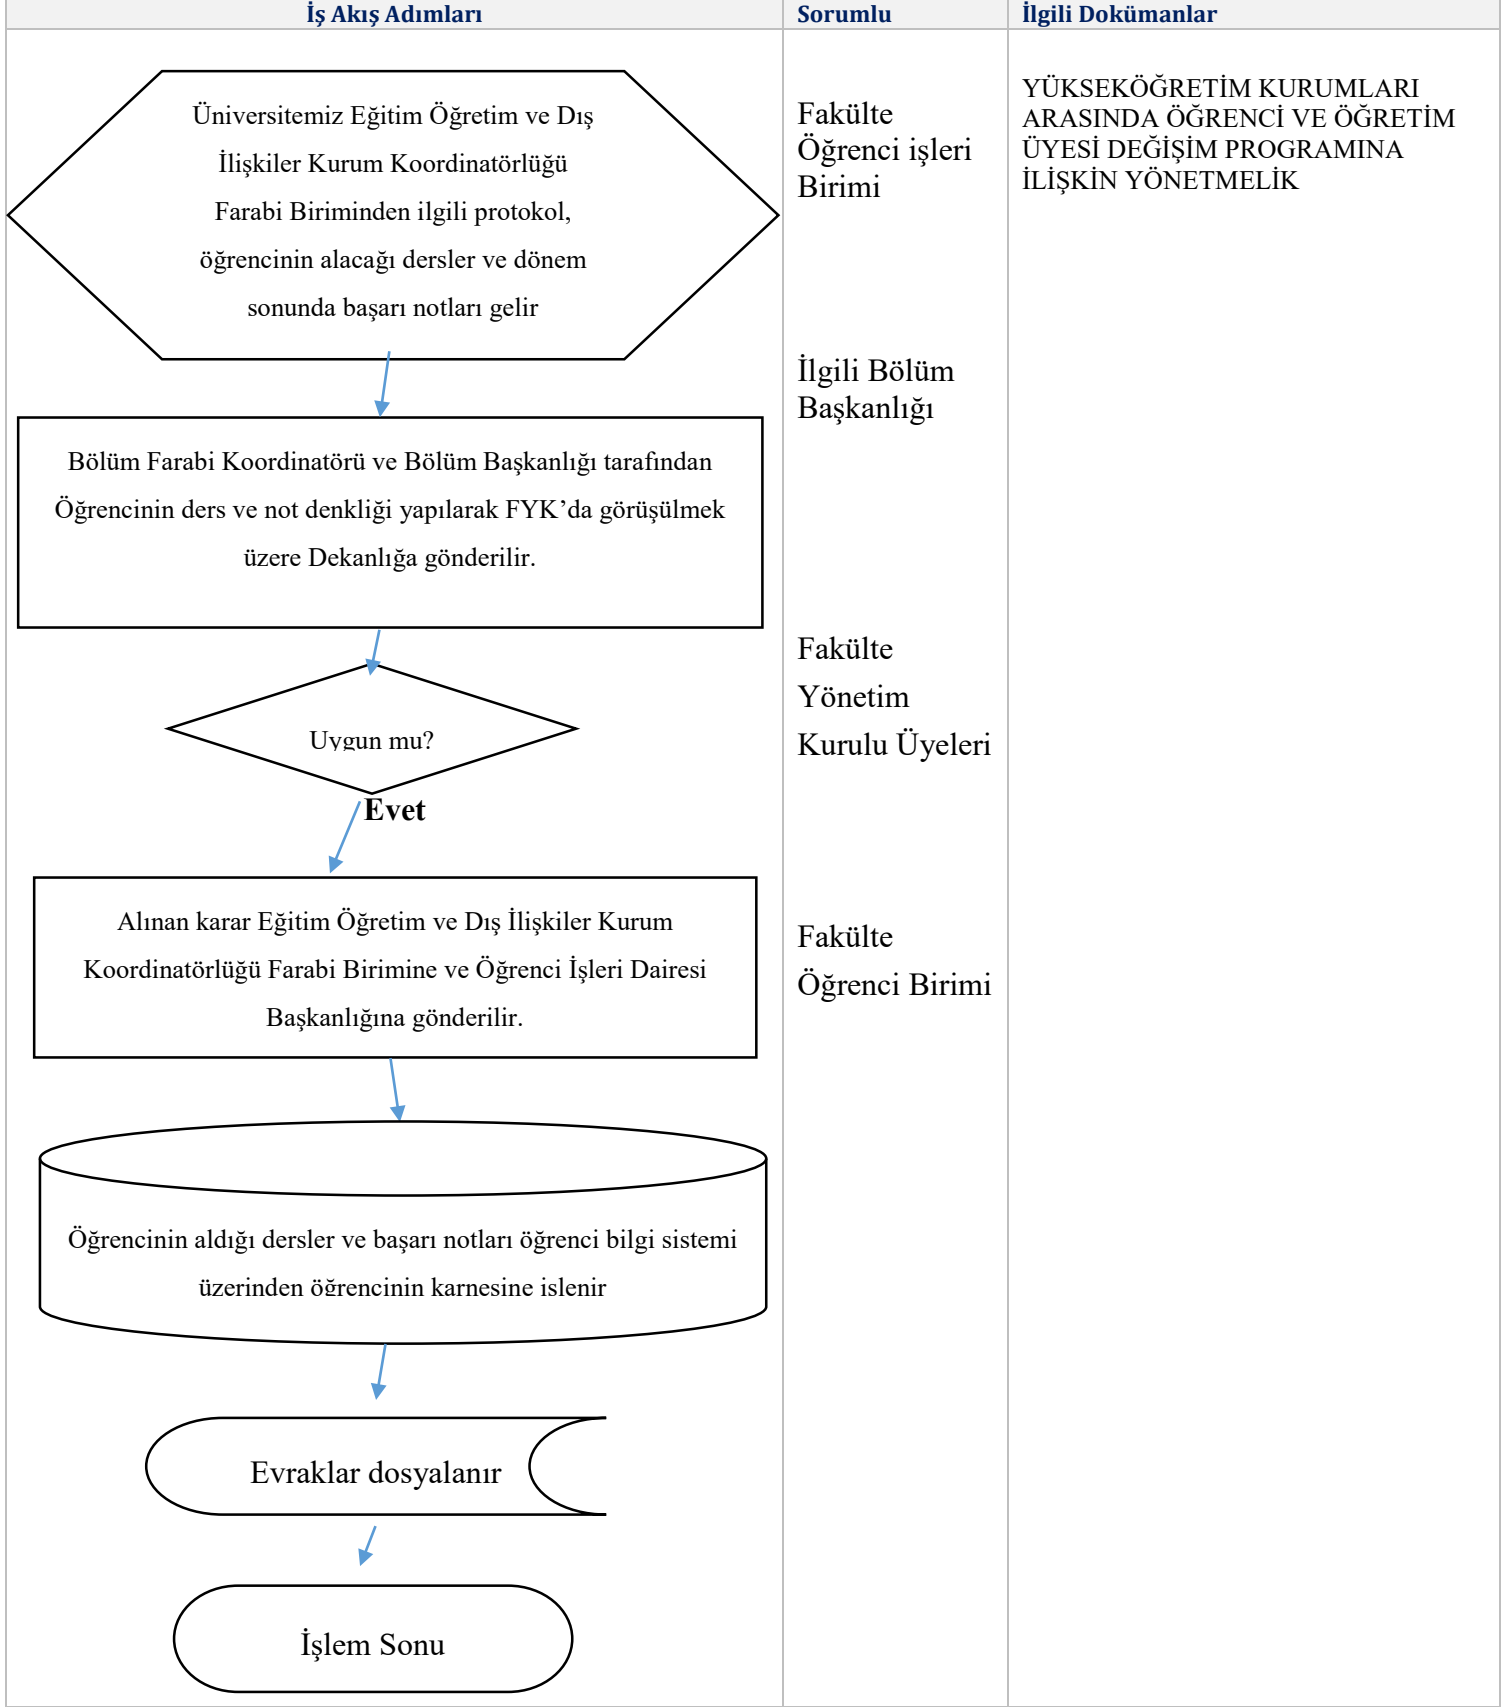 İş Akış Adımları
Sorumlu
İlgili Dokümanlar
Üniversitemiz Eğitim Öğretim ve Dış
İlişkiler Kurum Koordinatörlüğü
Farabi Biriminden ilgili protokol,
öğrencinin alacağı dersler ve dönem
sonunda başarı notları gelir
Fakülte
Öğrenci işleri
Birimi
YÜKSEKÖĞRETİM KURUMLARI
ARASINDA ÖĞRENCİ VE ÖĞRETİM
ÜYESİ DEĞİŞİM PROGRAMINA
İLİŞKİN YÖNETMELİK
İlgili Bölüm
Başkanlığı
Bölüm Farabi Koordinatörü ve Bölüm Başkanlığı tarafından
Öğrencinin ders ve not denkliği yapılarak FYK’da görüşülmek
üzere Dekanlığa gönderilir.
Fakülte
Yönetim
Kurulu Üyeleri
Uygun mu?
Evet
Alınan karar Eğitim Öğretim ve Dış İlişkiler Kurum
Koordinatörlüğü Farabi Birimine ve Öğrenci İşleri Dairesi
Başkanlığına gönderilir.
Fakülte
Öğrenci Birimi
Öğrencinin aldığı dersler ve başarı notları öğrenci bilgi sistemi
üzerinden öğrencinin karnesine işlenir
Evraklar dosyalanır
İşlem Sonu